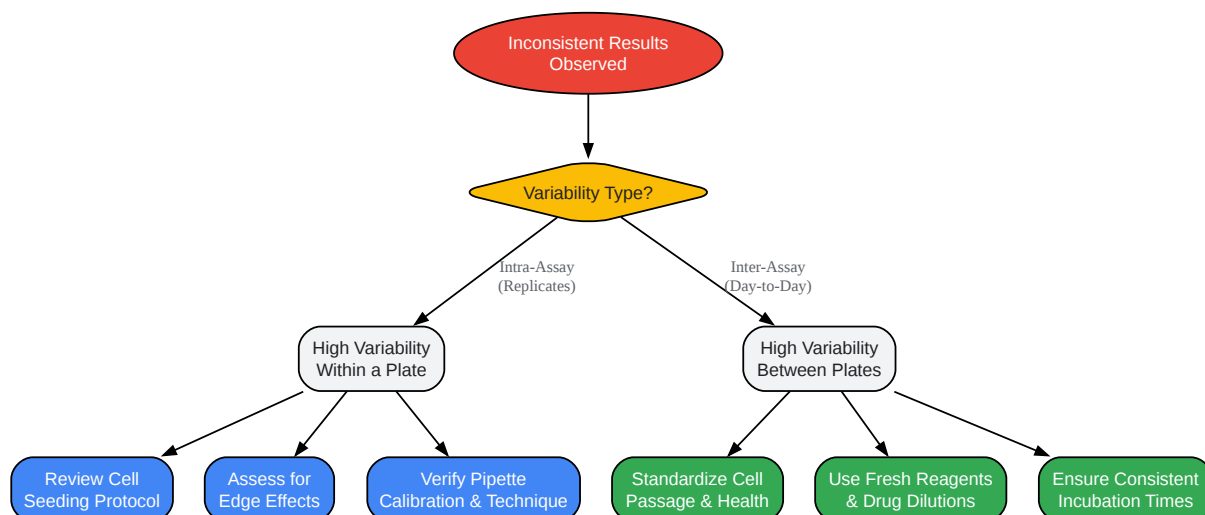 Inconsistent Results
Observed
Variability Type?
Intra-Assay
(Replicates)
Inter-Assay
(Day-to-Day)
High Variability
Within a Plate
High Variability
Between Plates
Review Cell
Seeding Protocol
Assess for
Edge Effects
Verify Pipette
Calibration & Technique
Standardize Cell
Passage & Health
Use Fresh Reagents
& Drug Dilutions
Ensure Consistent
Incubation Times